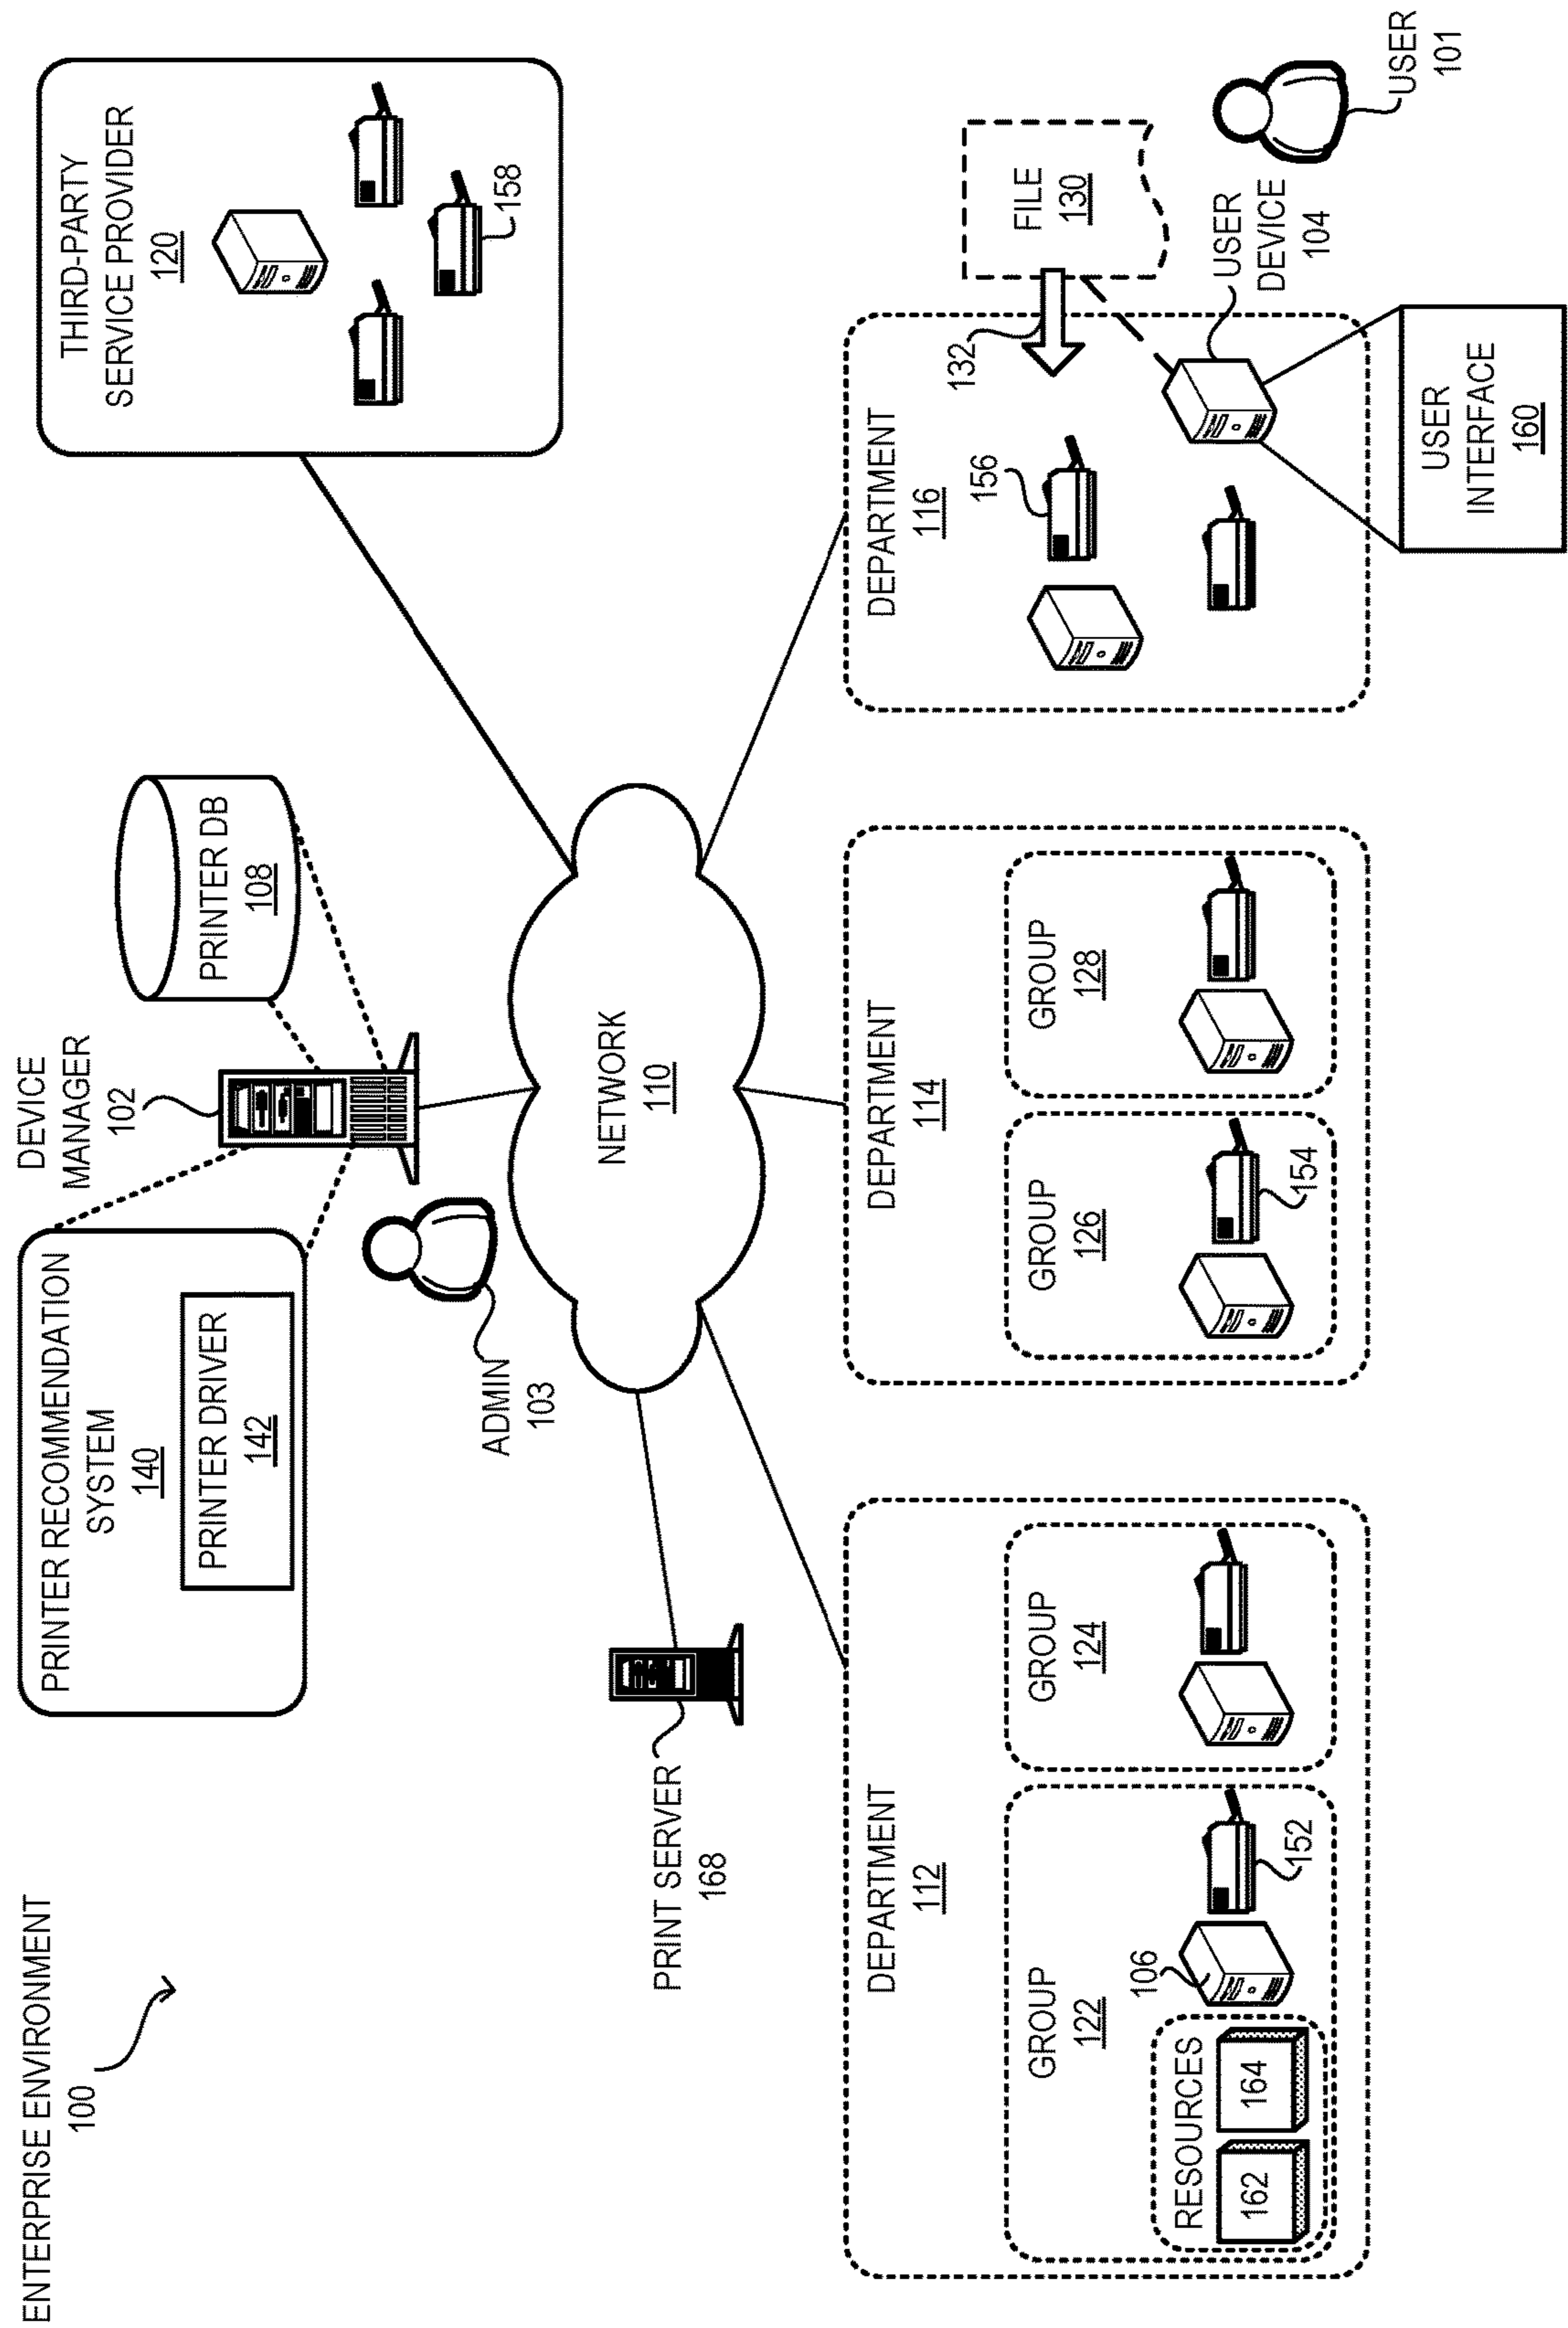 ENTERPRISE ENVIRONMENT
100
PRINTER RECOMMENDATION
SYSTEM
140
PRINTER DRIVER
142
DEVICE
MANAGER
102
PRINTER DB
108
ADMIN
103
THIRD-PARTY
SERVICE PROVIDER
120
158
PRINT SERVER
168
NETWORK
110
DEPARTMENT
112
GROUP
122
RESOURCES
162
164
106
152
GROUP
124
DEPARTMENT
114
GROUP
126
154
GROUP
128
DEPARTMENT
116
156
132
FILE
130
USER
DEVICE
104
USER
101
USER
INTERFACE
160